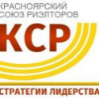 КРАСНОЯРСКИЙ
СОЮЗ РИЭЛТОРОВ
КСР
СТРАТЕГИИ ЛИДЕРСТВА